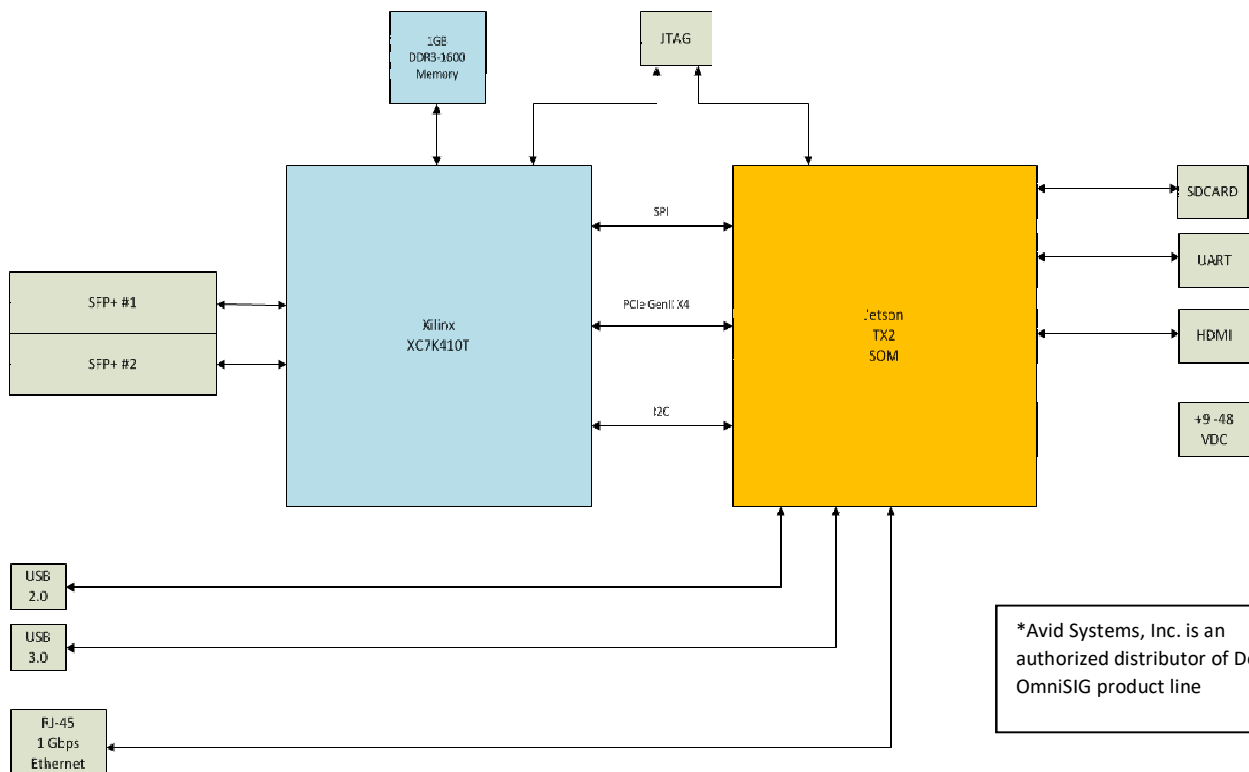 1GB
DDR3-1600
Memory
JTAG
SPI
SDCARD
UART
SFP+ #1
PCIe GenII X4
Xilinx
XC7K410T
Jetson
TX2
SOM
HDMI
SFP+ #2
I2C
+9 -48
VDC
USB
2.0
USB
3.0
*Avid Systems, Inc. is an
authorized distributor of
OmniSIG product line
RJ-45
1 Gbps
Ethernet